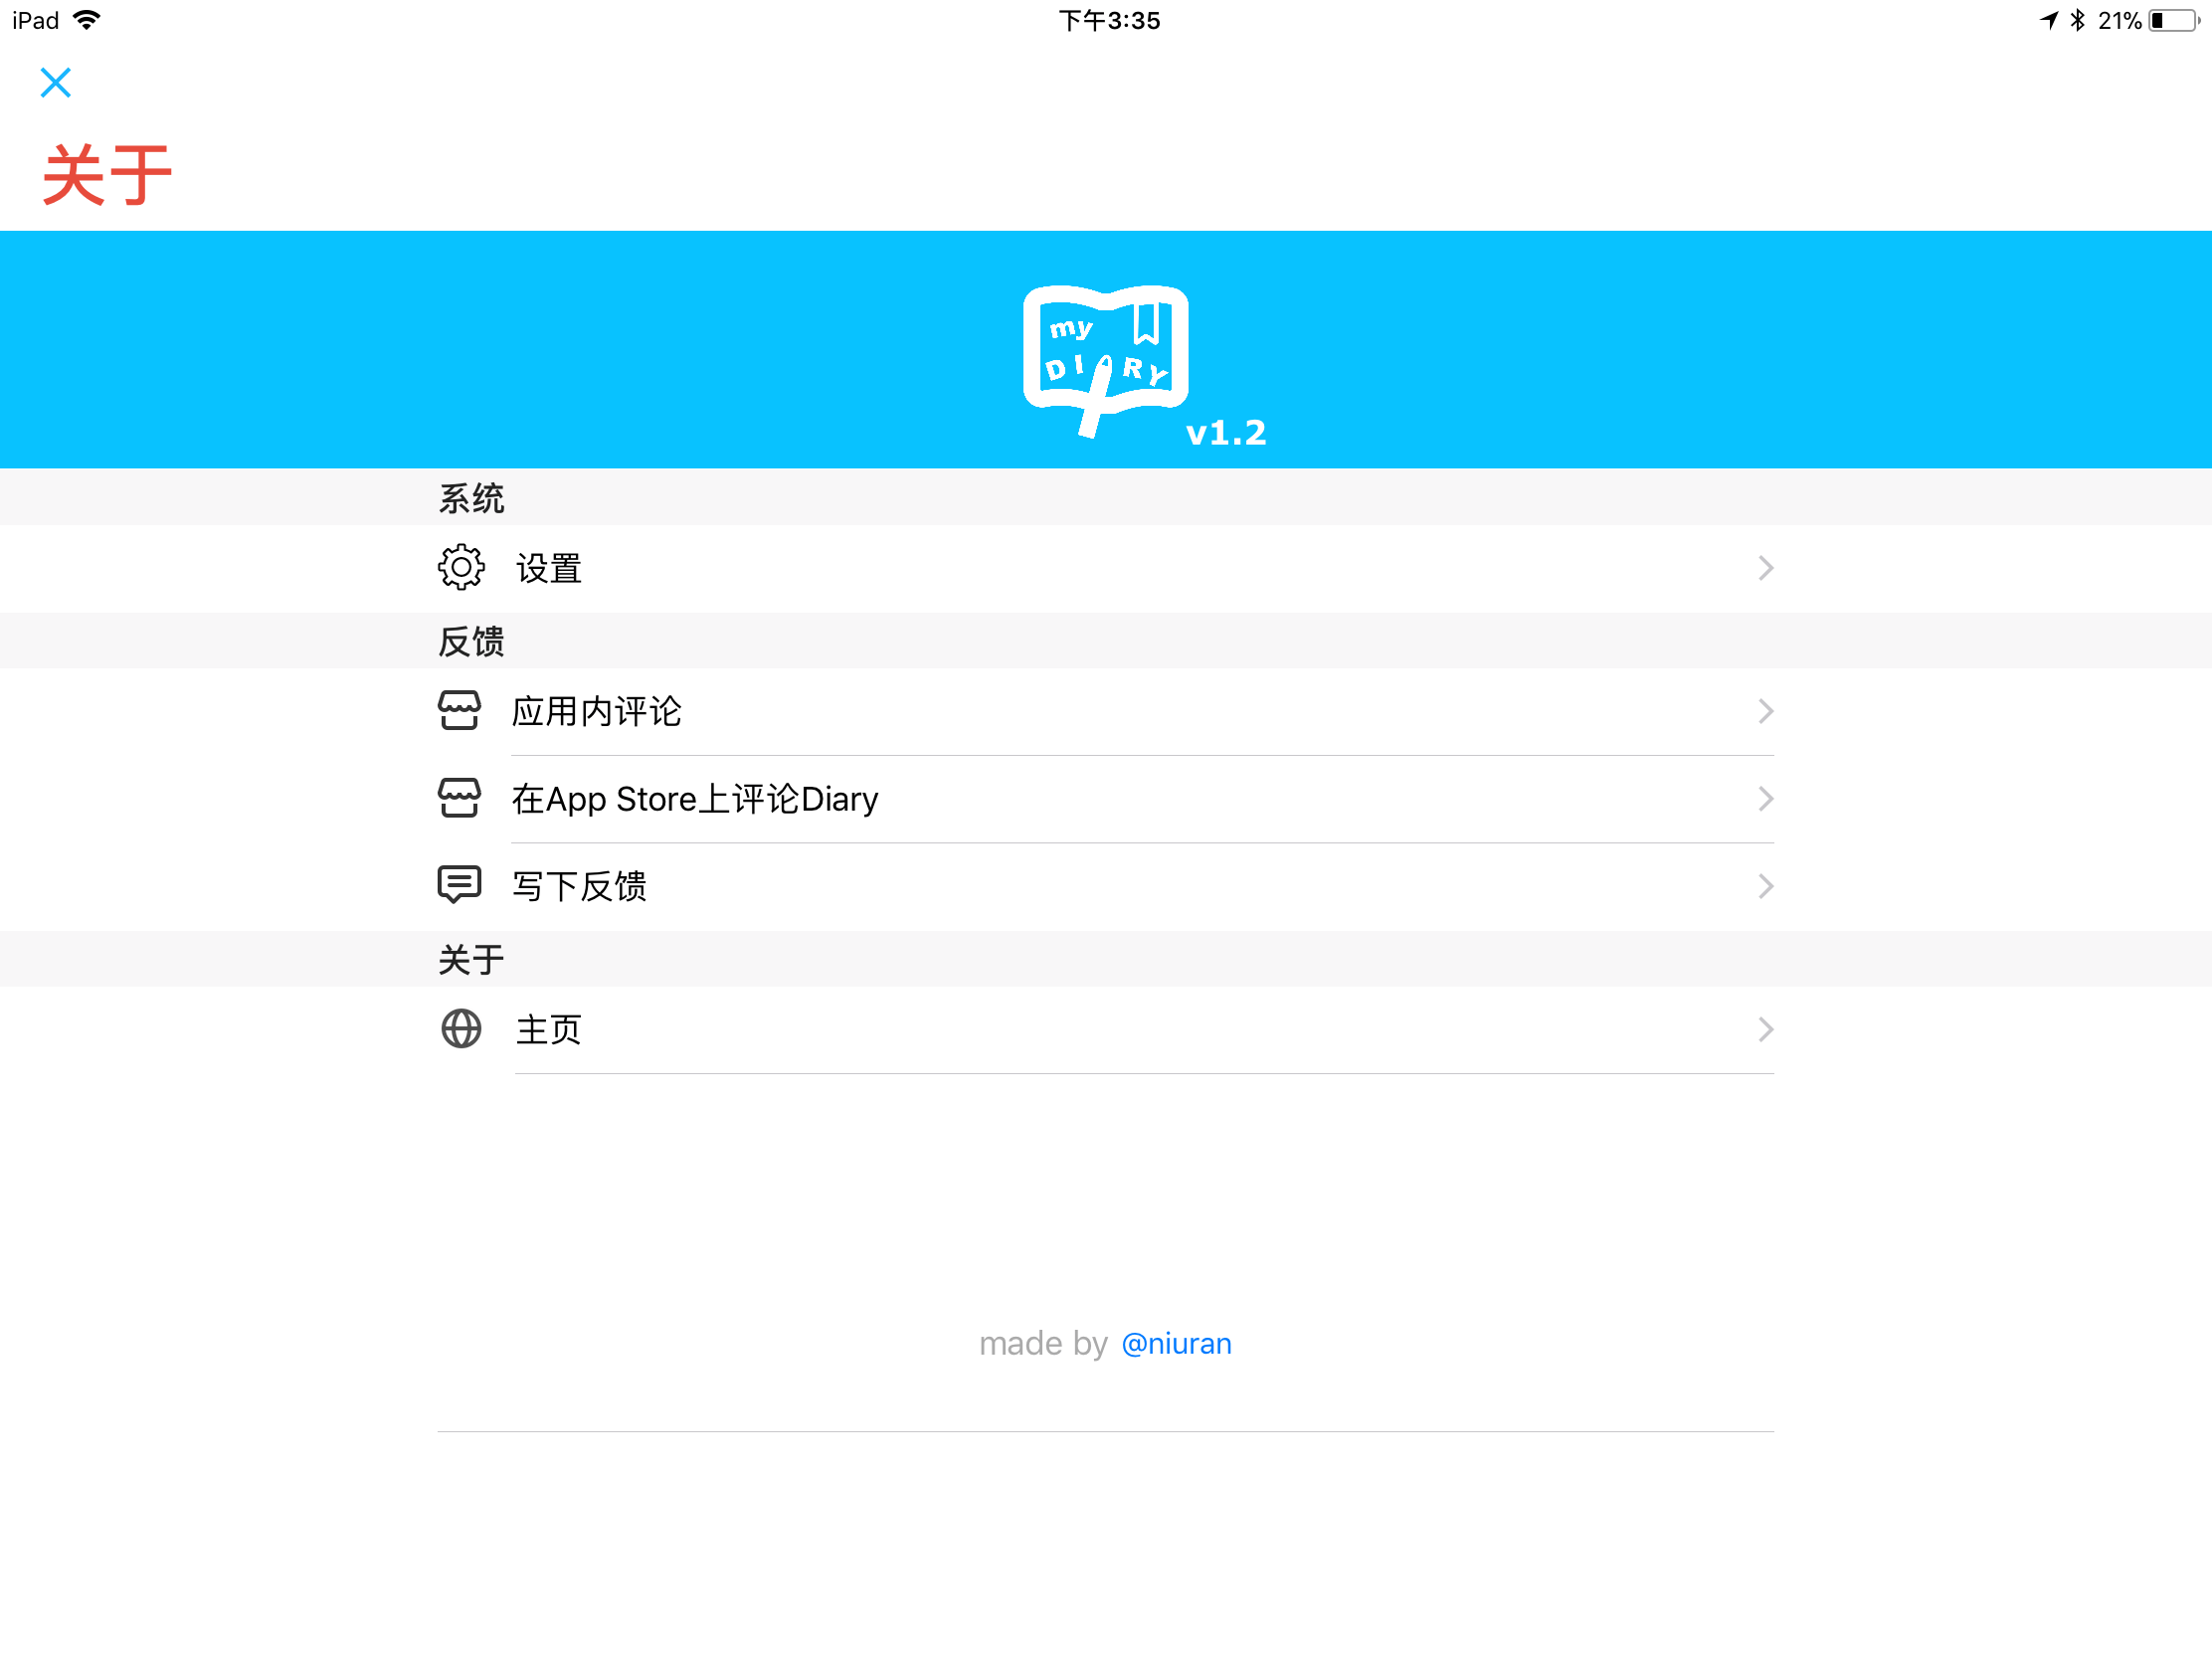 iPad 下午3:35 21%
关于
my
DIARY
v1.2
系统
设置
反馈
应用内评论
在App Store上评论Diary
写下反馈
关于
主页
made by @niuran